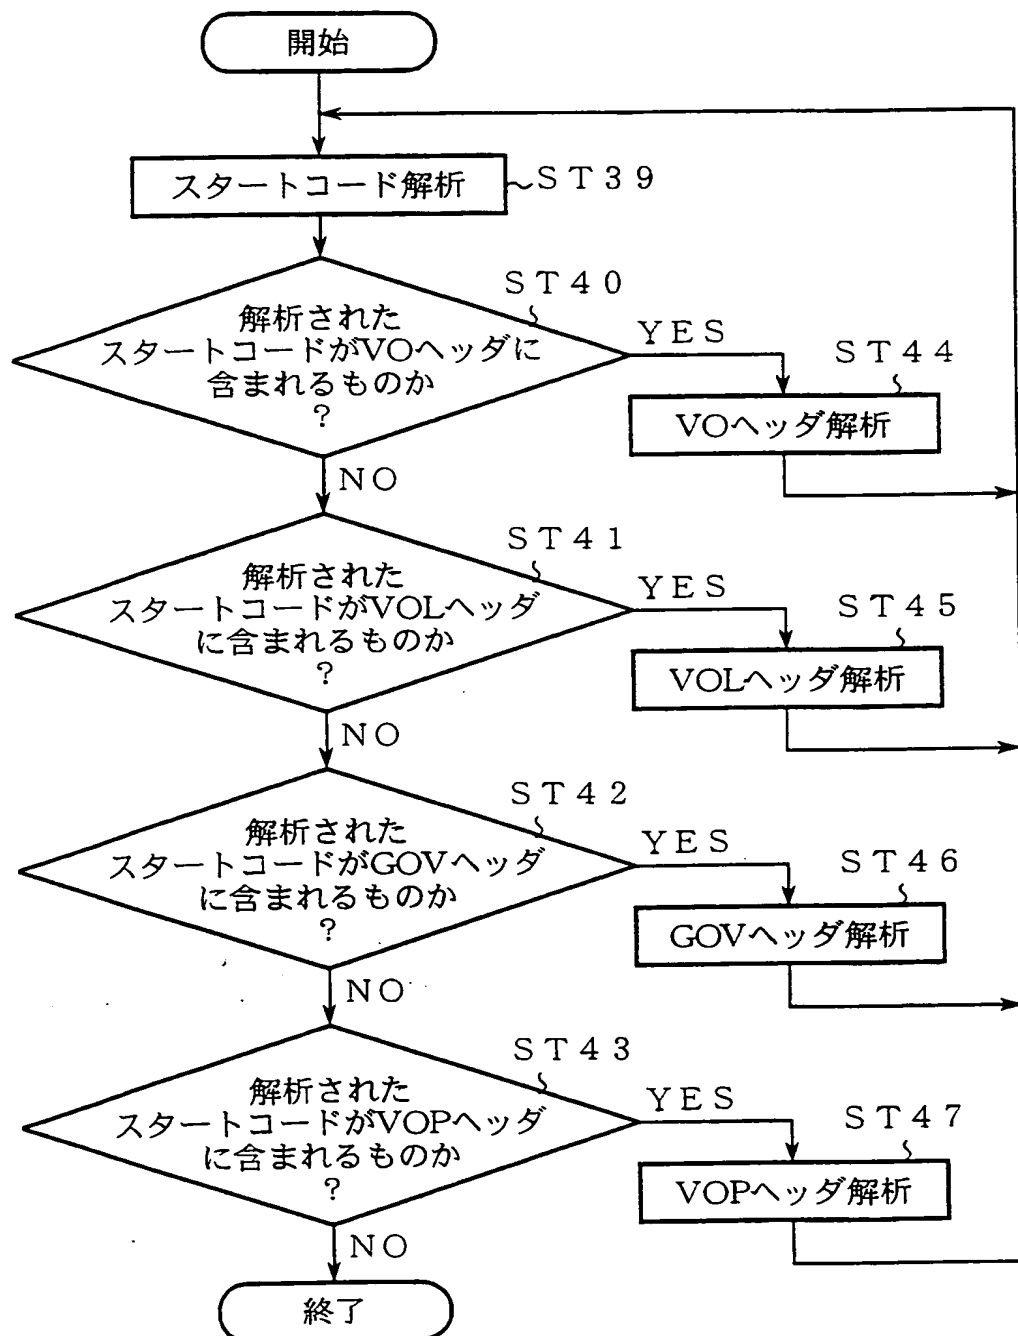 開始
スタートコード解析
ＳＴ３９
ＳＴ４０
解析された
スタートコードがVOヘッダに
含まれるものか
？
ＹＥＳ
ＳＴ４４
VOヘッダ解析
ＮＯ
ＳＴ４１
解析された
スタートコードがVOLヘッダ
に含まれるものか
？
ＹＥＳ
ＳＴ４５
VOLヘッダ解析
ＮＯ
ＳＴ４２
解析された
スタートコードがGOVヘッダ
に含まれるものか
？
ＹＥＳ
ＳＴ４６
GOVヘッダ解析
ＮＯ
ＳＴ４３
解析された
スタートコードがVOPヘッダ
に含まれるものか
？
ＹＥＳ
ＳＴ４７
VOPヘッダ解析
ＮＯ
終了